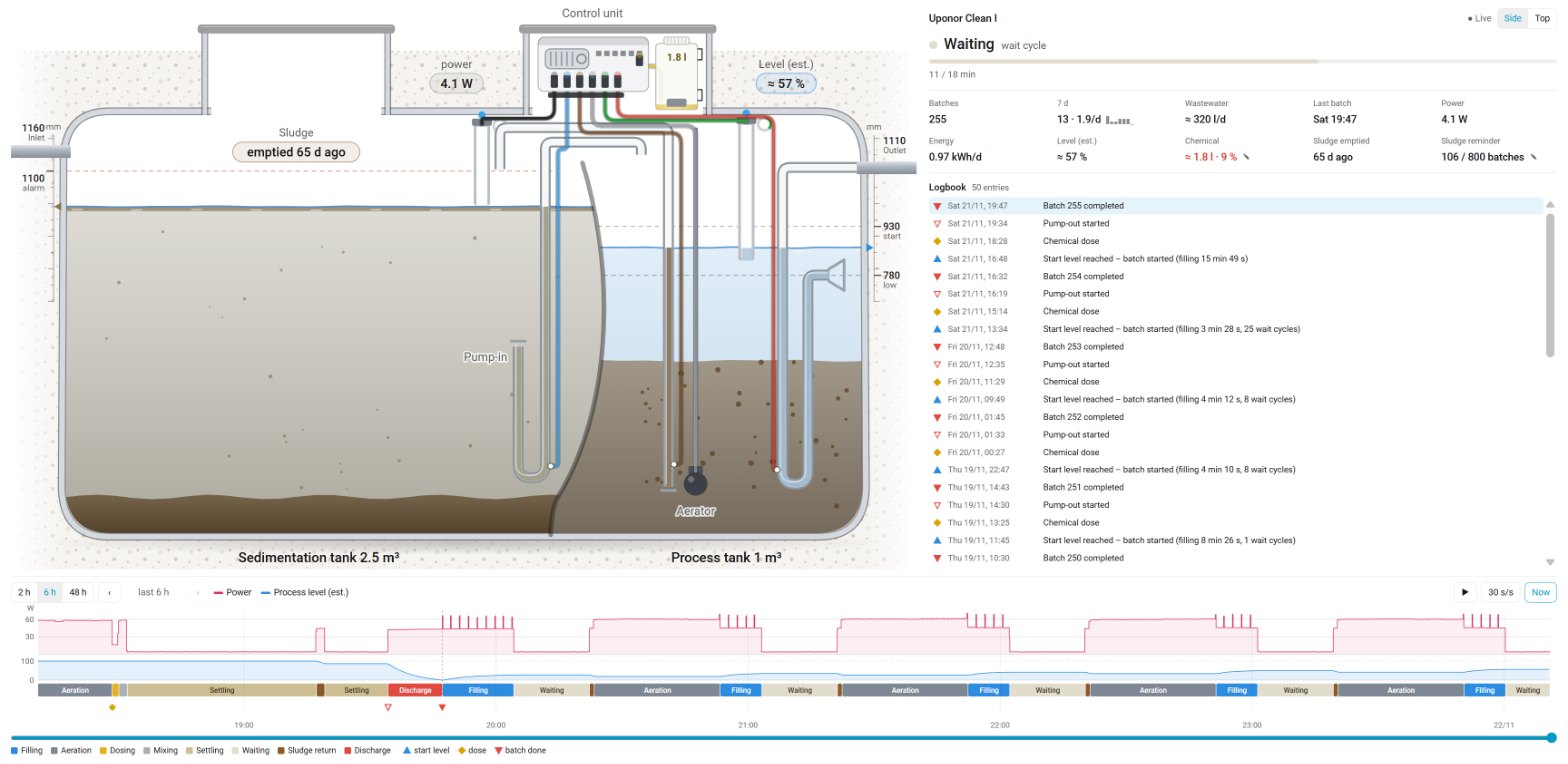 Control unit
power
4.1 W
1.8 l
Level (est.)
≈ 57 %
Sludge
emptied 65 d ago
1160 mm
Inlet
1100
alarm
mm
1110
Outlet
930
start
780
low
Pump-in
Aerator
Sedimentation tank 2.5 m³
Process tank 1 m³
Uponor Clean I
Live Side Top
Waiting wait cycle
11 / 18 min
Batches 7 d Wastewater Last batch Power
255 13 · 1.9/d ≈ 320 l/d Sat 19:47 4.1 W
Energy Level (est.) Chemical Sludge emptied Sludge reminder
0.97 kWh/d ≈ 57 % ≈ 1.8 l · 9 % 65 d ago 106 / 800 batches
Logbook 50 entries
Sat 21/11, 19:47 Batch 255 completed
Sat 21/11, 19:34 Pump-out started
Sat 21/11, 18:28 Chemical dose
Sat 21/11, 16:48 Start level reached – batch started (filling 15 min 49 s)
Sat 21/11, 16:32 Batch 254 completed
Sat 21/11, 16:19 Pump-out started
Sat 21/11, 15:14 Chemical dose
Sat 21/11, 13:34 Start level reached – batch started (filling 3 min 28 s, 25 wait cycles)
Fri 20/11, 12:48 Batch 253 completed
Fri 20/11, 12:35 Pump-out started
Fri 20/11, 11:29 Chemical dose
Fri 20/11, 09:49 Start level reached – batch started (filling 4 min 12 s, 8 wait cycles)
Fri 20/11, 01:45 Batch 252 completed
Fri 20/11, 01:33 Pump-out started
Fri 20/11, 00:27 Chemical dose
Thu 19/11, 22:47 Start level reached – batch started (filling 4 min 10 s, 8 wait cycles)
Thu 19/11, 14:43 Batch 251 completed
Thu 19/11, 14:30 Pump-out started
Thu 19/11, 13:25 Chemical dose
Thu 19/11, 11:45 Start level reached – batch started (filling 8 min 26 s, 1 wait cycles)
Thu 19/11, 10:30 Batch 250 completed
2 h 6 h 48 h ‹ last 6 h › Power Process level (est.) 30 s/s Now
W
60
30
100
0
Aeration Settling Settling Discharge Filling Waiting Aeration Filling Waiting Aeration Filling Waiting Aeration Filling Waiting Aeration Filling Waiting
19:00 20:00 21:00 22:00 23:00 22/11
Filling Aeration Dosing Mixing Settling Waiting Sludge return Discharge start level dose batch done